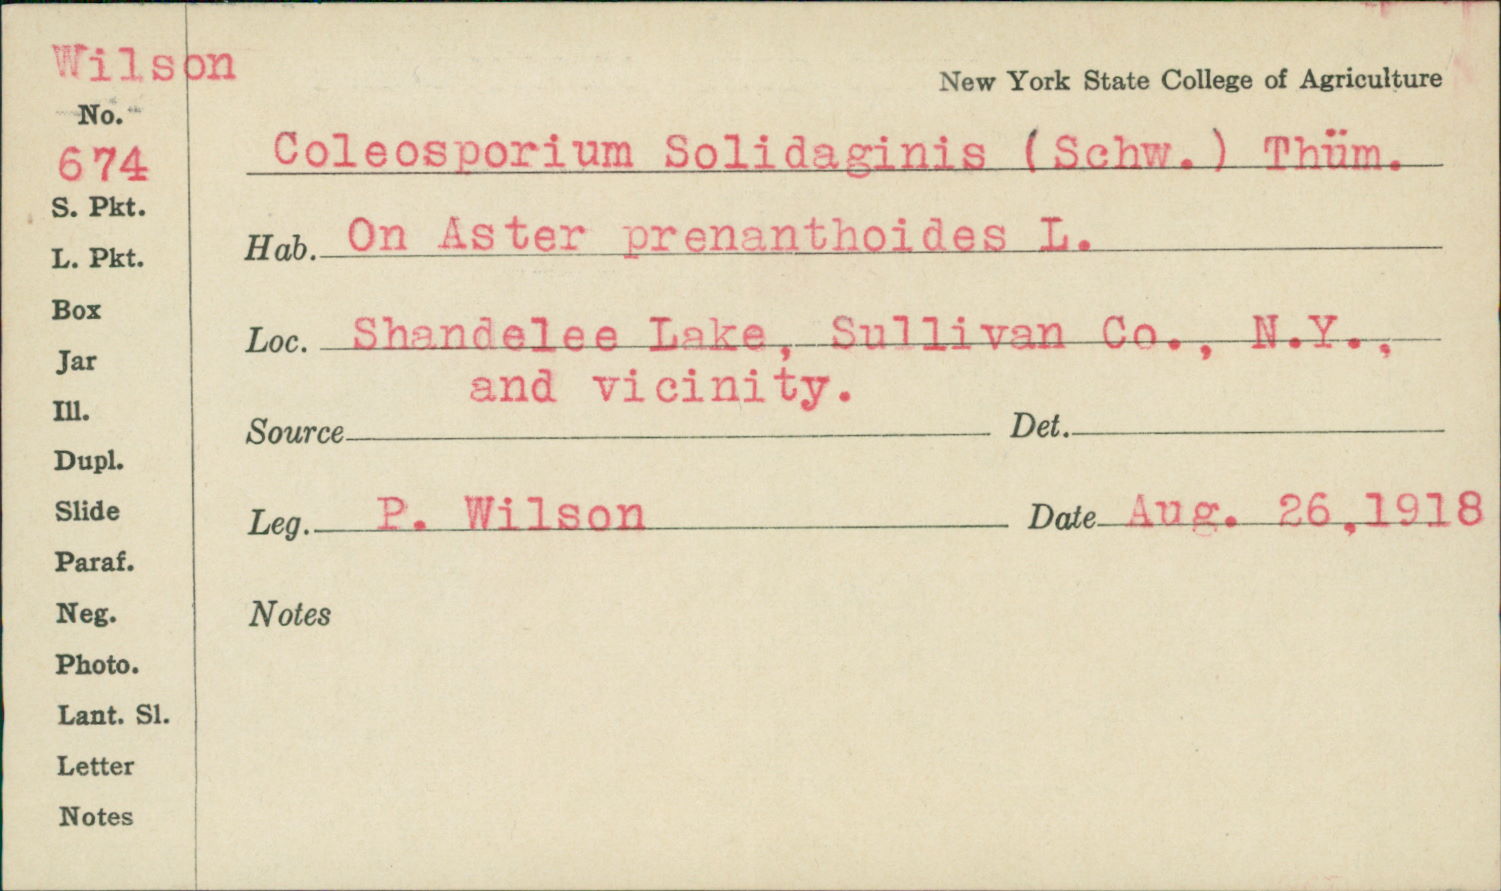 Wilson
New York State College of Agriculture
No.
674
Coleosporium Solidaginis (Schw.) Thüm.
S. Pkt.
Hab. On Aster prenanthoides L.
L. Pkt.
Box
Loc. Shandelee Lake, Sullivan Co., N.Y.,
and vicinity.
Jar
Ill.
Source Det.
Dupl.
Slide
Leg. P. Wilson Date Aug. 26,1918
Paraf.
Neg.
Notes
Photo.
Lant. Sl.
Letter
Notes